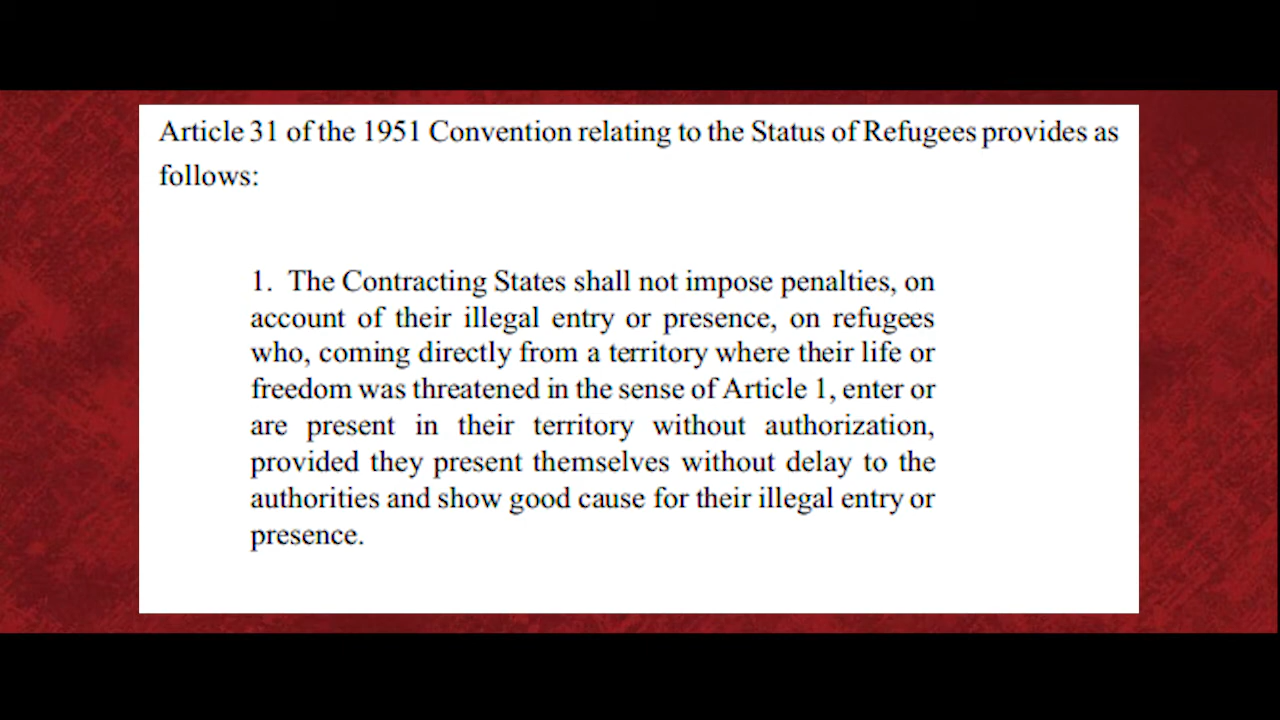 Article 31 of the 1951 Convention relating to the Status of Refugees provides as
follows:
1. The Contracting States shall not impose penalties, on
account of their illegal entry or presence, on refugees
who, coming directly from a territory where their life or
freedom was threatened in the sense of Article 1, enter or
are present in their territory without authorization,
provided they present themselves without delay to the
authorities and show good cause for their illegal entry or
presence.